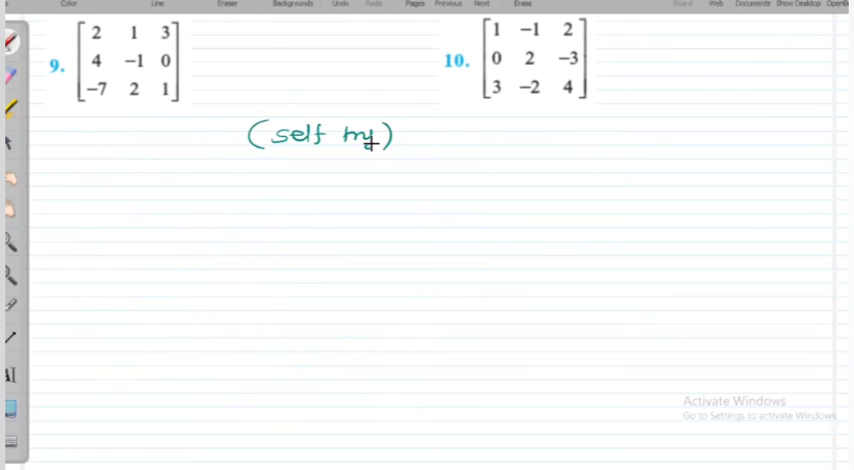 Color Line Eraser Backgrounds Undo Redo Pages Previous Next Erase Board Web Documents Show Desktop
9. [2 1 3
4 -1 0
-7 2 1]
10. [1 -1 2
0 2 -3
3 -2 4]
(self try)
AI
Activate Windows
Go to Settings to activate Windows.